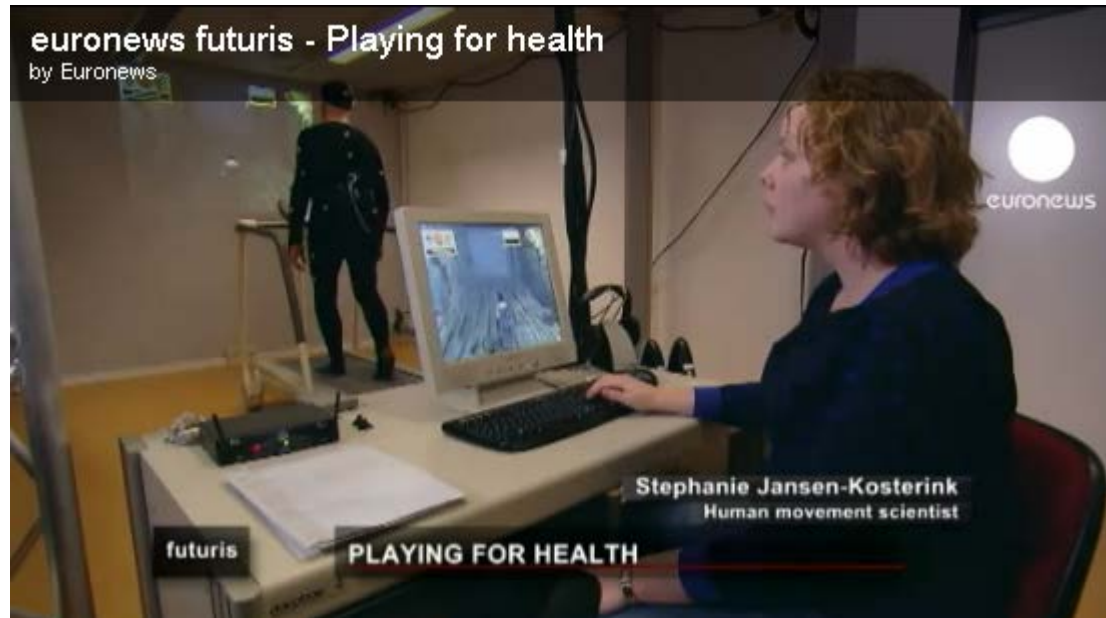 euronews futuris - Playing for health
by Euronews
euronews
Stephanie Jansen-Kosterink
Human movement scientist
futuris
PLAYING FOR HEALTH